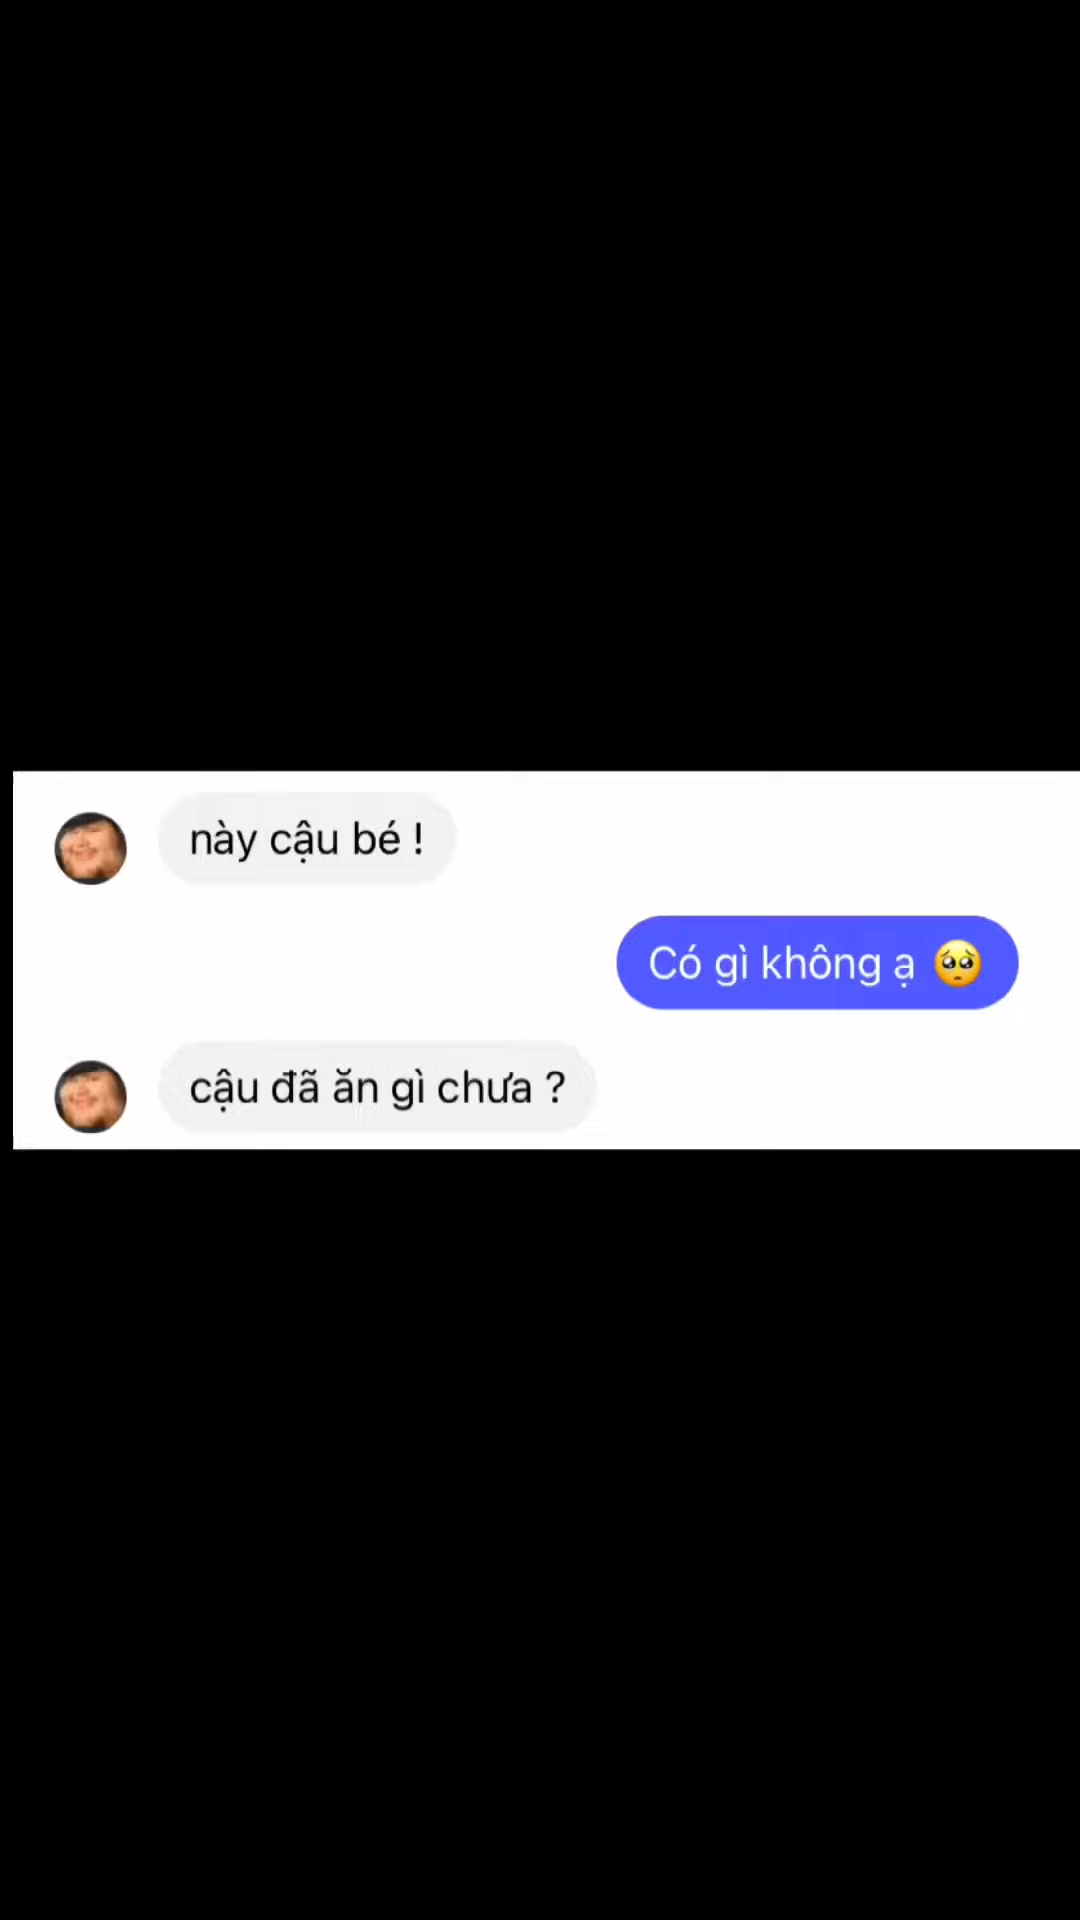 này cậu bé !
Có gì không ạ 🥺
cậu đã ăn gì chưa ?